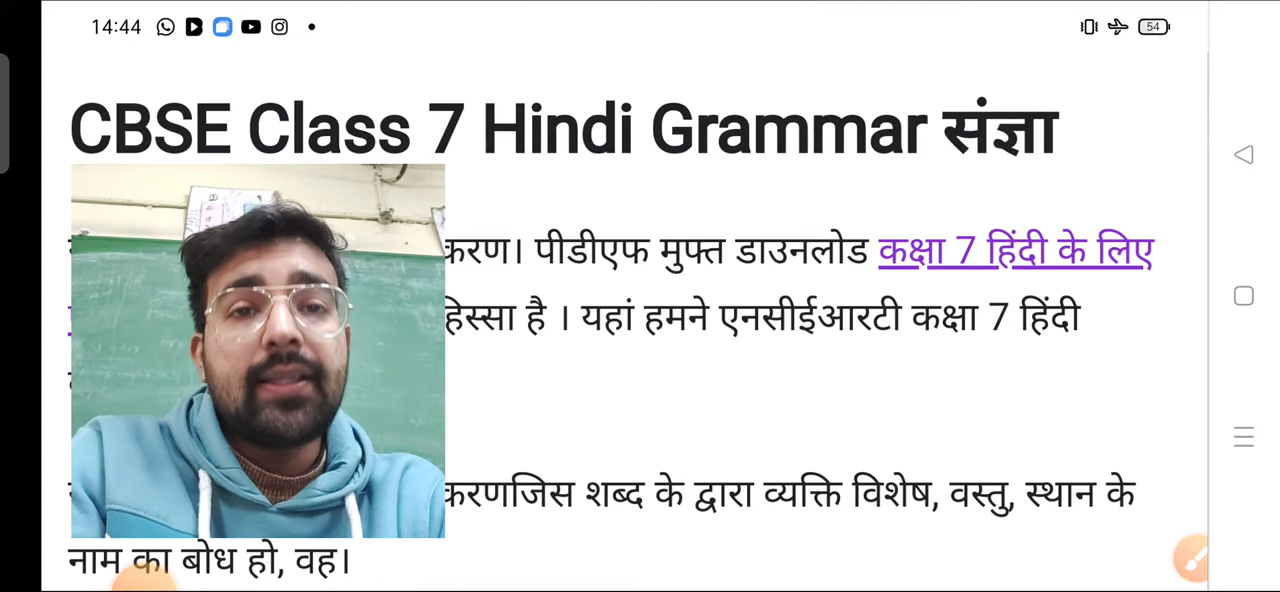 14:44
54
CBSE Class 7 Hindi Grammar संज्ञा
करण। पीडीएफ मुफ्त डाउनलोड कक्षा 7 हिंदी के लिए
हिस्सा है । यहां हमने एनसीईआरटी कक्षा 7 हिंदी
करणजिस शब्द के द्वारा व्यक्ति विशेष, वस्तु, स्थान के
नाम का बोध हो, वह।